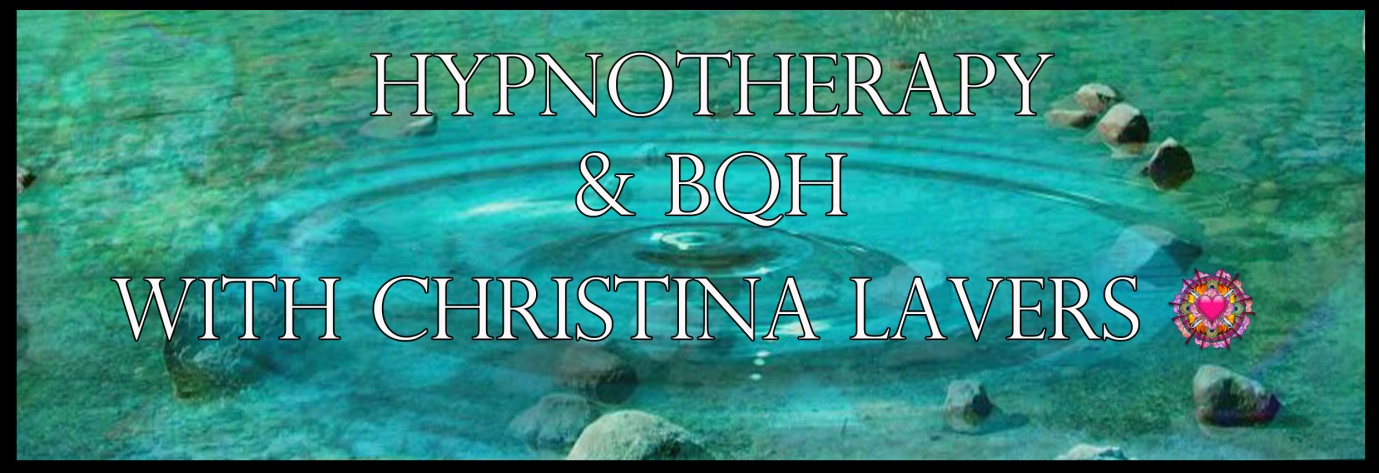 HYPNOTHERAPY
& BQH
WITH CHRISTINA LAVERS